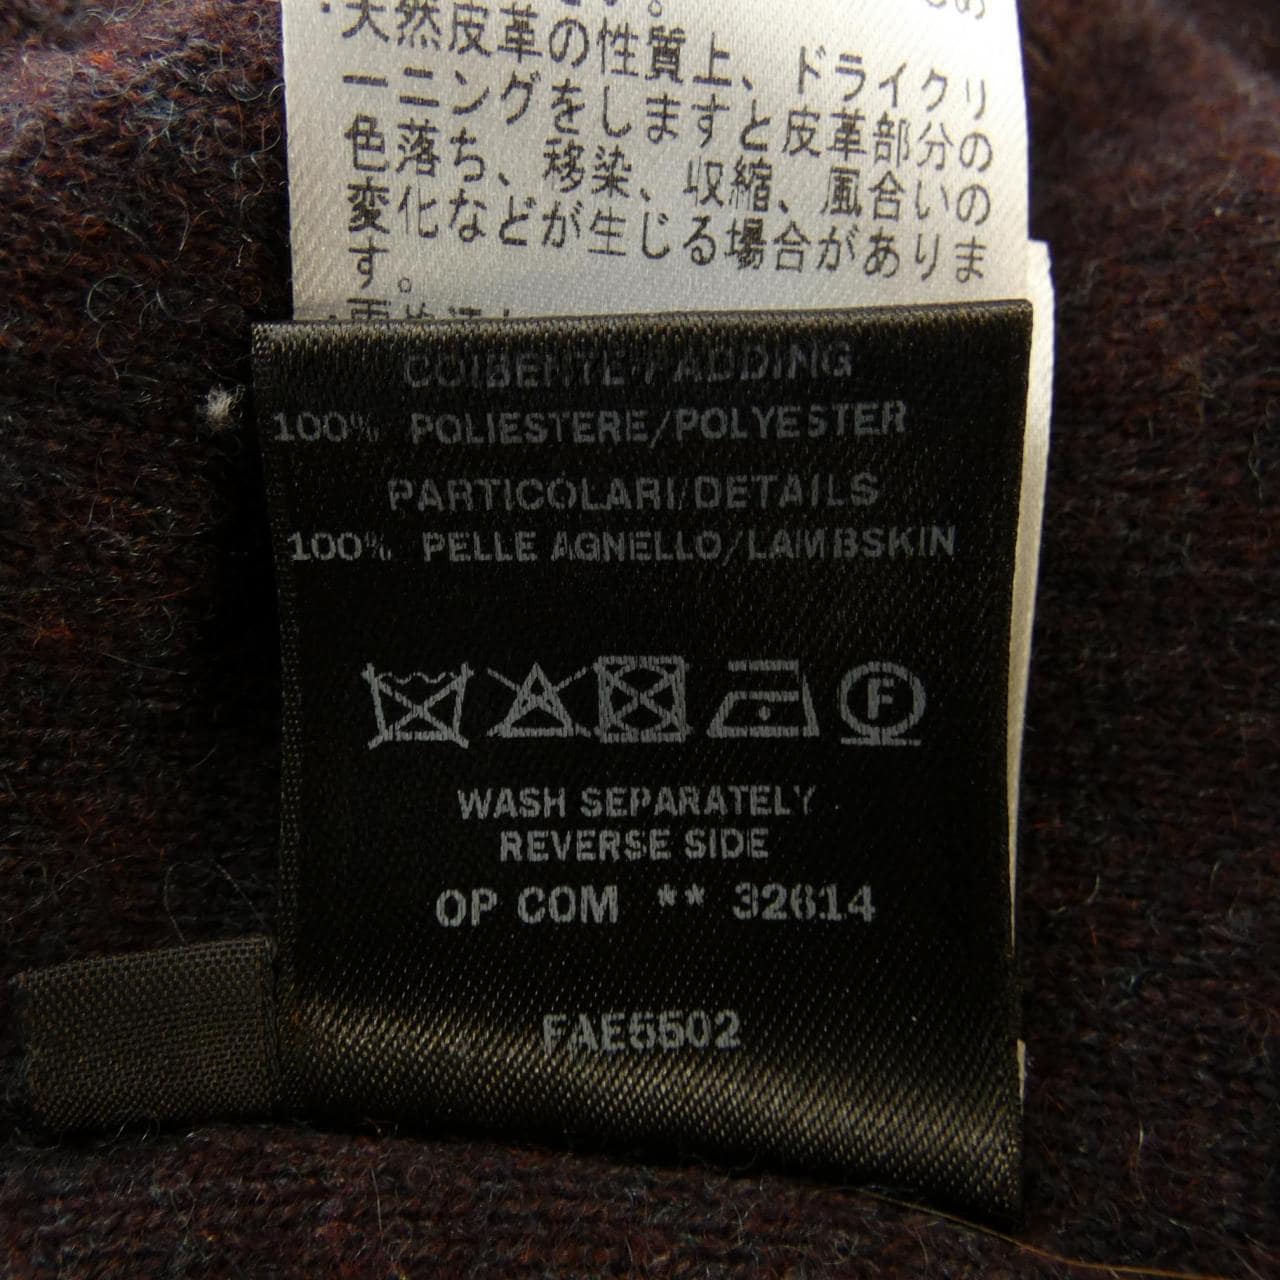 ・天然皮革の性質上、ドライクリ
ーニングをしますと皮革部分の
色落ち、移染、収縮、風合いの
変化などが生じる場合がありま
す。
COIBENTE/PADDING
100% POLIESTERE/POLYESTER
PARTICOLARI/DETAILS
100% PELLE AGNELLO/LAMBSKIN
F
WASH SEPARATELY
REVERSE SIDE
OP COM ** 32614
FAE5502